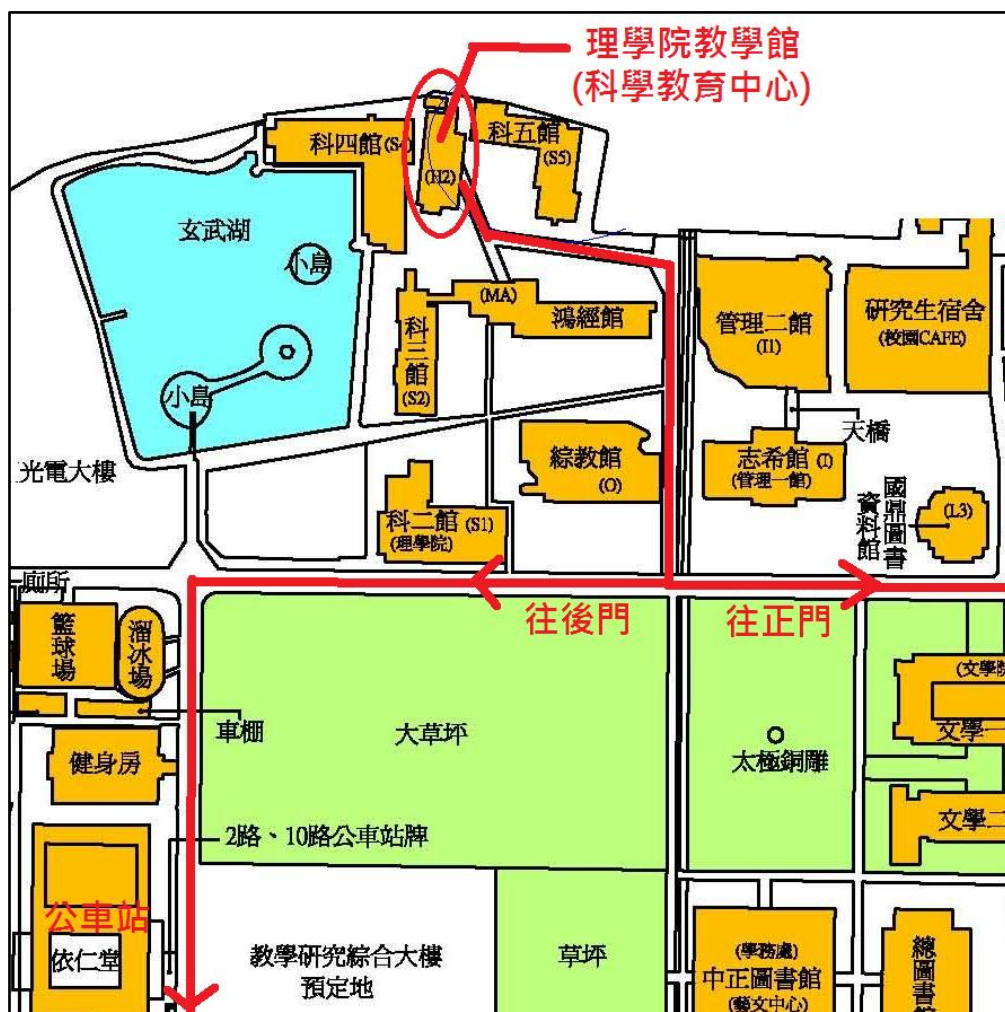 理學院教學館
(科學教育中心)
科四館(S4)
(H2)
科五館
(S5)
玄武湖
小島
小島
(MA)
鴻經館
科三館
(S2)
管理二館
(I1)
研究生宿舍
(校園CAFE)
天橋
綜教館
(O)
志希館(I)
(管理一館)
國鼎圖書
資料館
(L3)
光電大樓
科二館(S1)
(理學院)
廁所
籃球場
溜冰場
往後門
往正門
車棚
大草坪
太極銅雕
(文學院
文學一
健身房
2路、10路公車站牌
文學二
公車站
依仁堂
教學研究綜合大樓
預定地
草坪
(學務處)
中正圖書館
(藝文中心)
總圖書館